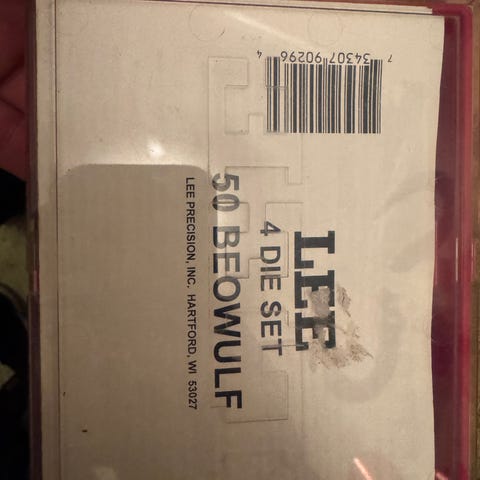 LEE
4 DIE SET
50 BEOWULF
LEE PRECISION, INC. HARTFORD, WI 53027
7 34307 90296 4